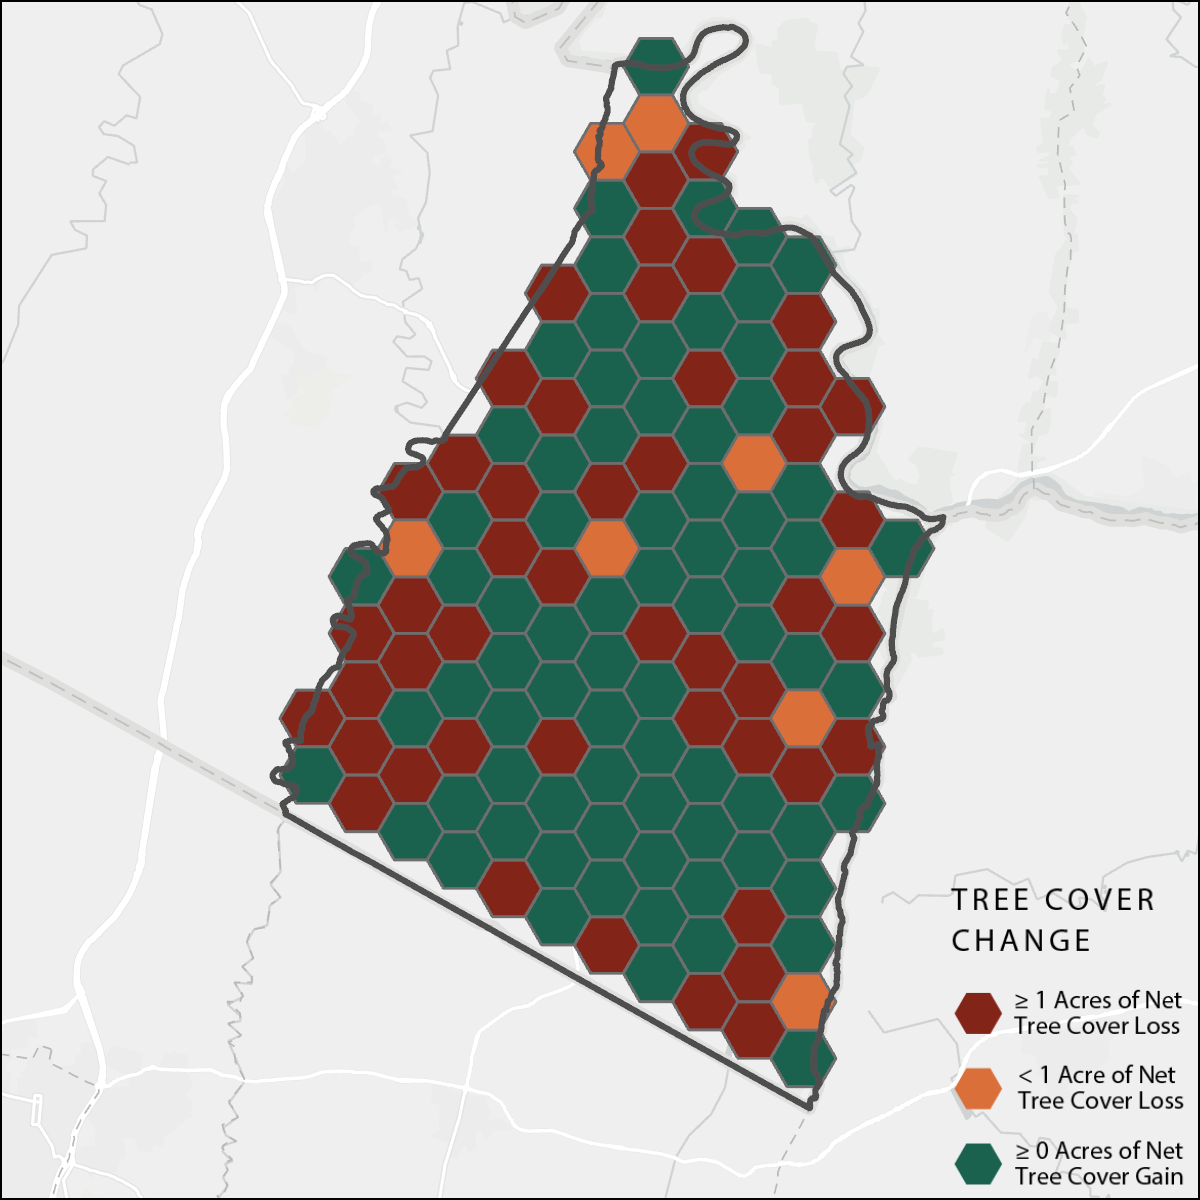 TREE COVER
CHANGE
≥ 1 Acres of Net
Tree Cover Loss
< 1 Acre of Net
Tree Cover Loss
≥ 0 Acres of Net
Tree Cover Gain